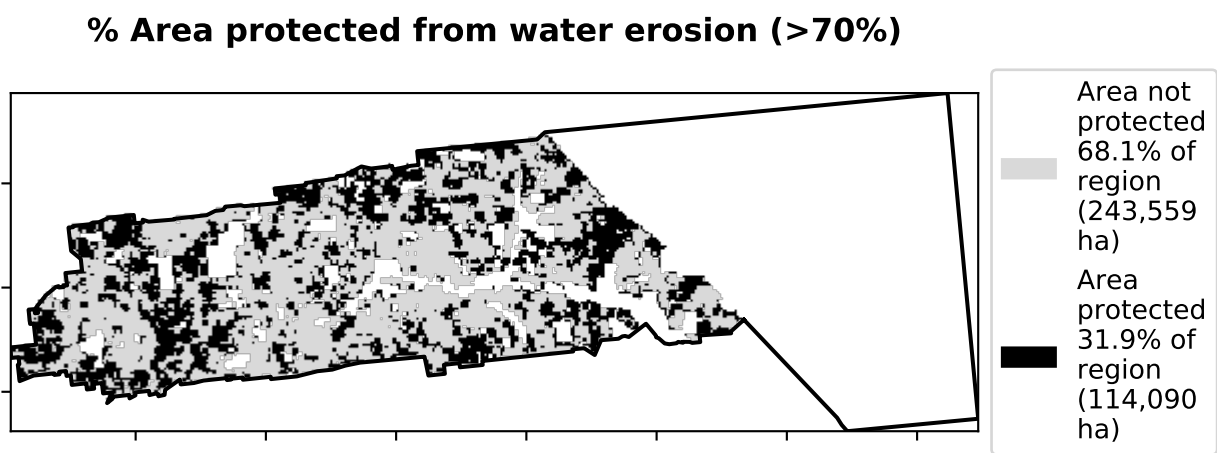 % Area protected from water erosion (>70%)
Area not
protected
68.1% of
region
(243,559
ha)
Area
protected
31.9% of
region
(114,090
ha)